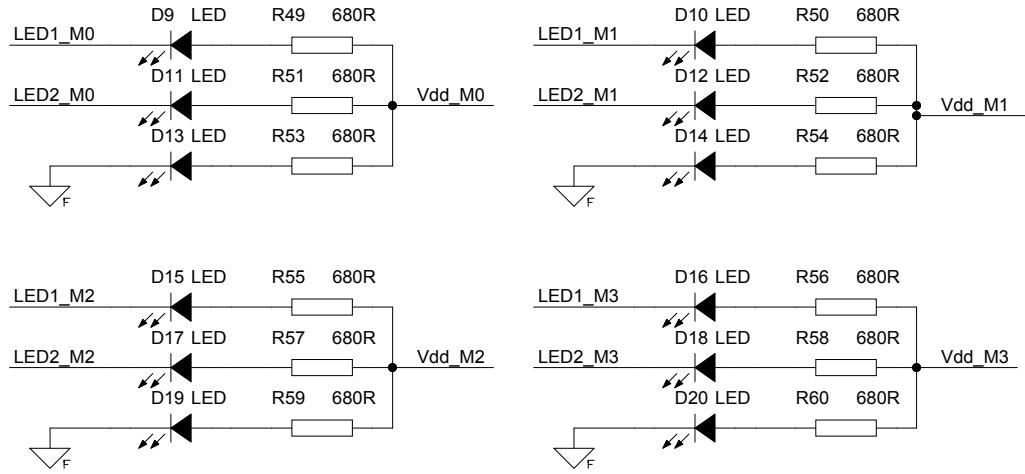 D9 LED R49 680R
LED1_M0
D11 LED R51 680R
LED2_M0 Vdd_M0
D13 LED R53 680R
F
D10 LED R50 680R
LED1_M1
D12 LED R52 680R
LED2_M1 Vdd_M1
D14 LED R54 680R
F
D15 LED R55 680R
LED1_M2
D17 LED R57 680R
LED2_M2 Vdd_M2
D19 LED R59 680R
F
D16 LED R56 680R
LED1_M3
D18 LED R58 680R
LED2_M3 Vdd_M3
D20 LED R60 680R
F